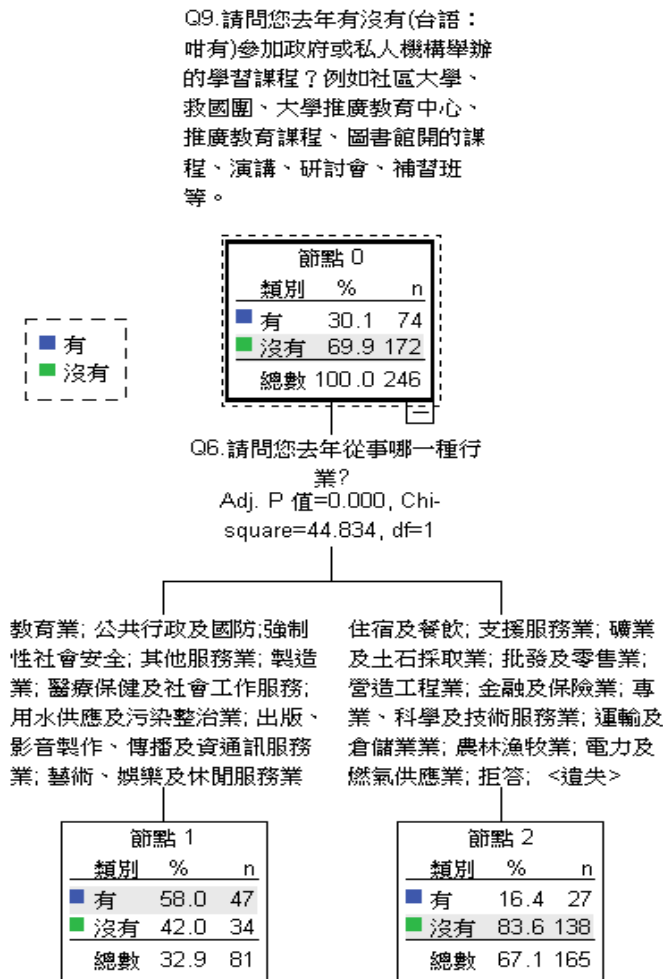 Q9.請問您去年有沒有(台語：
咁有)參加政府或私人機構舉辦
的學習課程？例如社區大學、
救國團、大學推廣教育中心、
推廣教育課程、圖書館開的課
程、演講、研討會、補習班
等。
有
沒有
節點 0
類別 % n
有 30.1 74
沒有 69.9 172
總數 100.0 246
Q6.請問您去年從事哪一種行
業?
Adj. P 值=0.000, Chi-
square=44.834, df=1
教育業; 公共行政及國防;強制
性社會安全; 其他服務業; 製造
業; 醫療保健及社會工作服務;
用水供應及污染整治業; 出版、
影音製作、傳播及資通訊服務
業; 藝術、娛樂及休閒服務業
住宿及餐飲; 支援服務業; 礦業
及土石採取業; 批發及零售業;
營造工程業; 金融及保險業; 專
業、科學及技術服務業; 運輸及
倉儲業業; 農林漁牧業; 電力及
燃氣供應業; 拒答; <遺失>
節點 1
類別 % n
有 58.0 47
沒有 42.0 34
總數 32.9 81
節點 2
類別 % n
有 16.4 27
沒有 83.6 138
總數 67.1 165